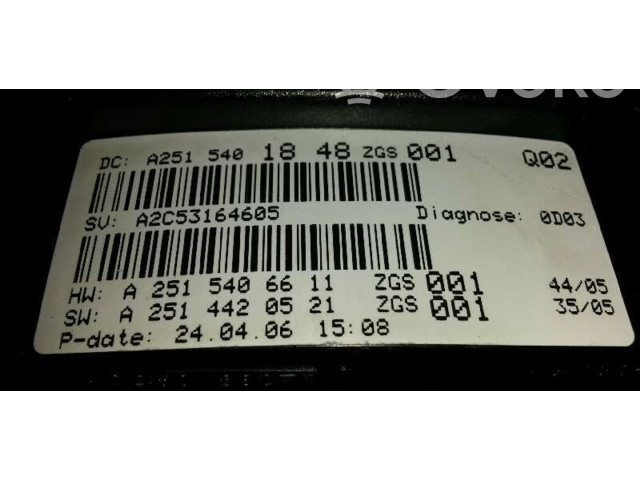 DC: A251 540 18 48 ZGS 001 Q02
SV: A2C53164605 Diagnose: 0D03
HW: A 251 540 66 11 ZGS 001 44/05
SW: A 251 442 05 21 ZGS 001 35/05
P-date: 24.04.06 15:08